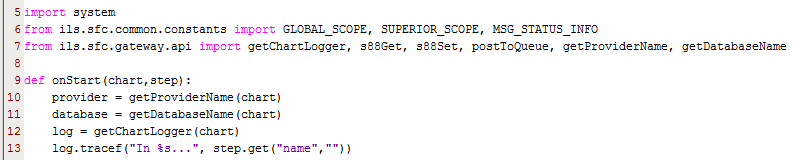 5 import system
6 from ils.sfc.common.constants import GLOBAL_SCOPE, SUPERIOR_SCOPE, MSG_STATUS_INFO
7 from ils.sfc.gateway.api import getChartLogger, s88Get, s88Set, postToQueue, getProviderName, getDatabaseName
8
9 def onStart(chart,step):
10     provider = getProviderName(chart)
11     database = getDatabaseName(chart)
12     log = getChartLogger(chart)
13     log.tracef("In %s...", step.get("name",""))